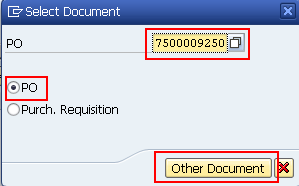 Select Document
PO 7500009250
PO
Purch. Requisition
Other Document